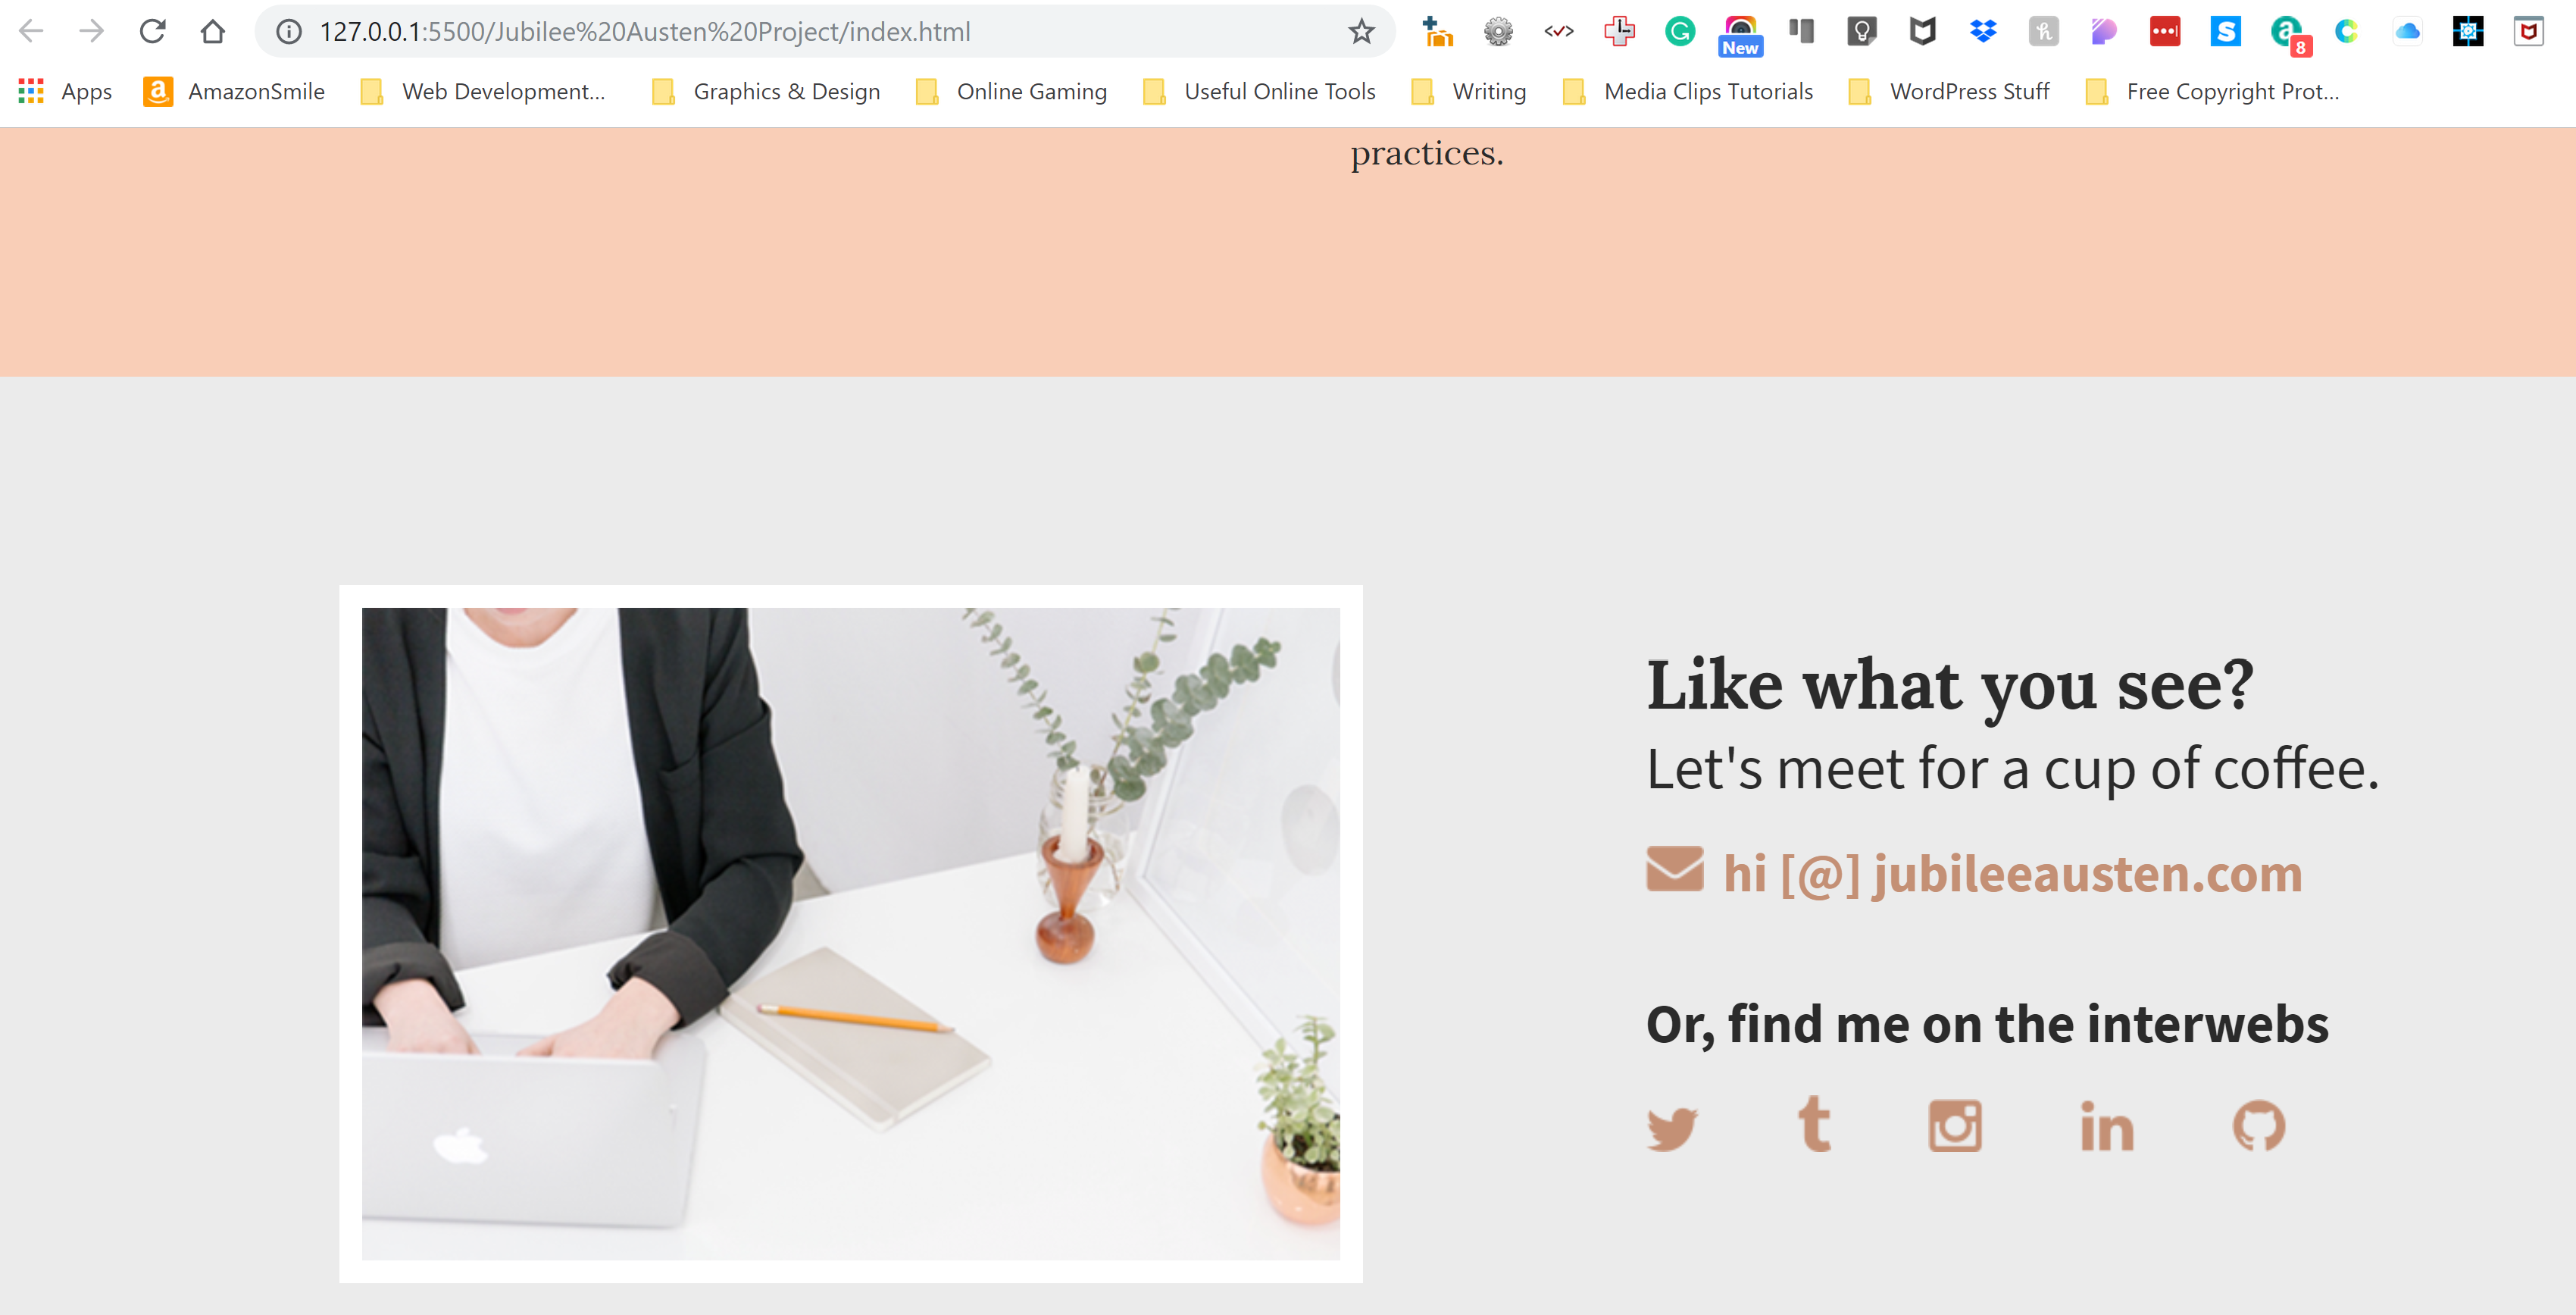 127.0.0.1:5500/Jubilee%20Austen%20Project/index.html
New
8
Apps AmazonSmile Web Development... Graphics & Design Online Gaming Useful Online Tools Writing Media Clips Tutorials WordPress Stuff Free Copyright Prot...
practices.
Like what you see?
Let's meet for a cup of coffee.
hi [@] jubileeausten.com
Or, find me on the interwebs